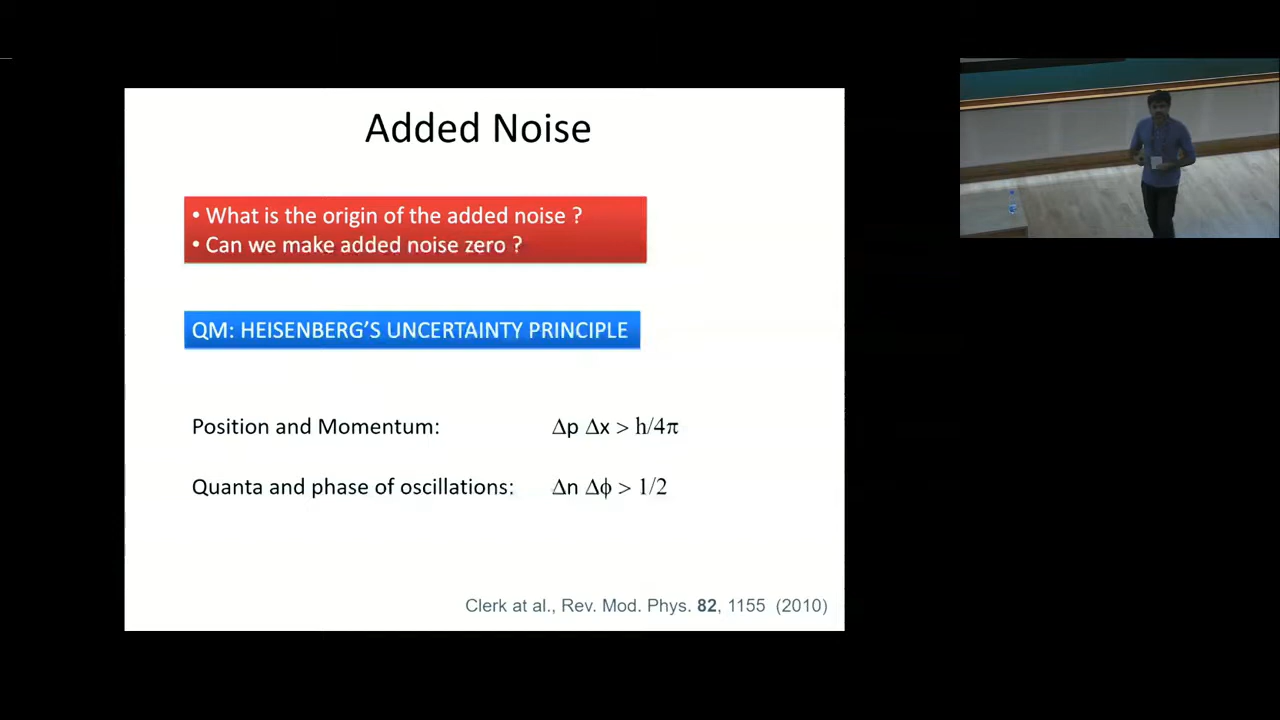 Added Noise
• What is the origin of the added noise ?
• Can we make added noise zero ?
QM: HEISENBERG'S UNCERTAINTY PRINCIPLE
Position and Momentum: Δp Δx > h/4π
Quanta and phase of oscillations: Δn Δϕ > 1/2
Clerk at al., Rev. Mod. Phys. 82, 1155 (2010)